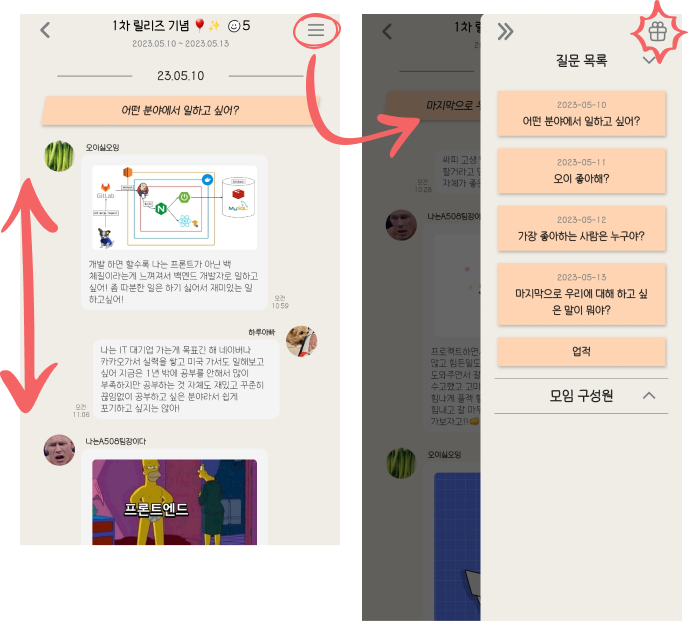 1차 릴리즈 기념 🎈✨ 5
2023.05.10 ~ 2023.05.13
23.05.10
어떤 분야에서 일하고 싶어?
오이싫오잉
GitLab
MySQL
개발 하면 할수록 나는 프론트가 아닌 백
체질이라는게 느껴져서 백엔드 개발자로 일하고
싶어! 좀 따분한 일은 하기 싫어서 재미있는 일
하고싶어!
오전
10:59
하루아빠
나는 IT 대기업 가는게 목표긴 해 네이버나
카카오가서 실력을 쌓고 미국 가서도 일해보고
싶어 지금은 1년 밖에 공부를 안해서 많이
부족하지만 공부하는 것 자체도 재밌고 꾸준히
끊임없이 공부하고 싶은 분야라서 쉽게
포기하고 싶지는 않아!
오전
11:06
나는A508팀장이다
프론트엔드
1차 릴
마지막으로 우
싸피 고생
할거라고
자체가 좋
오전
10:26
나는A508팀장이다
프로젝트하면서
않고 힘든일도
도와주면서 잘
수고했고 고마
힘나게 플젝
힘내고 잘 마무
가보자고!!
오이싫오잉
질문 목록
2023-05-10
어떤 분야에서 일하고 싶어?
2023-05-11
오이 좋아해?
2023-05-12
가장 좋아하는 사람은 누구야?
2023-05-13
마지막으로 우리에 대해 하고 싶
은 말이 뭐야?
업적
모임 구성원